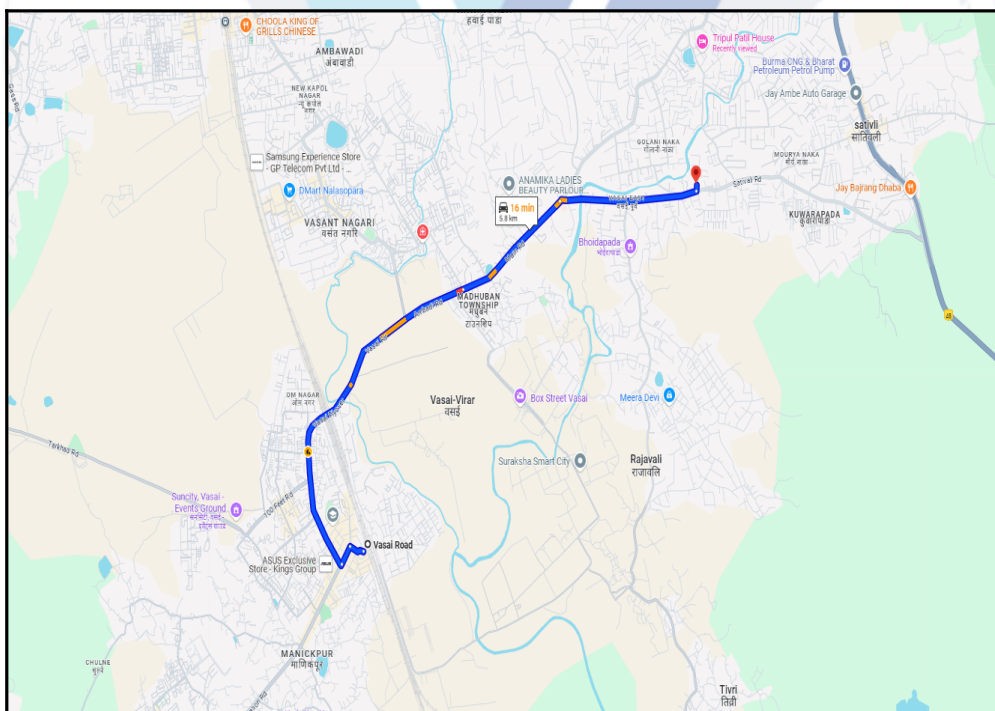 CHOOLA KING OF
GRILLS CHINESE
हवाई पाडा
AMBAWADI
अंबावाडी
Tripul Patil House
Recently viewed
Burma CNG & Bharat
Petroleum Petrol Pump
Jay Ambe Auto Garage
NEW KAPOL
NAGAR
sativli
सातिवली
GOLANI NAKA
गोलानी नाका
MOURYA NAKA
मौर्य नाका
Samsung Experience Store
- GP Telecom Pvt Ltd - ...
DMart Nalasopara
ANAMIKA LADIES
BEAUTY PARLOUR
Sativali Rd
Jay Bajrang Dhaba
16 min
5.8 km
VASANT NAGARI
वसंत नगरि
KUWARAPADA
कुवारापाडा
Bhoidapada
भोईदापाडा
MADHUBAN
TOWNSHIP
मधुबन
टाउनशिप
48
OM NAGAR
ओम नगर
Vasai-Virar
वसई
Box Street Vasai
Meera Devi
Tarkhad Rd
Suraksha Smart City
Rajavali
राजावलि
Suncity, Vasai -
Events Ground
100 Feet Rd
Vasai Road
ASUS Exclusive
Store - Kings Group
MANICKPUR
माणिकपूर
CHULNE
चुळणे
Tivri
तिव्री